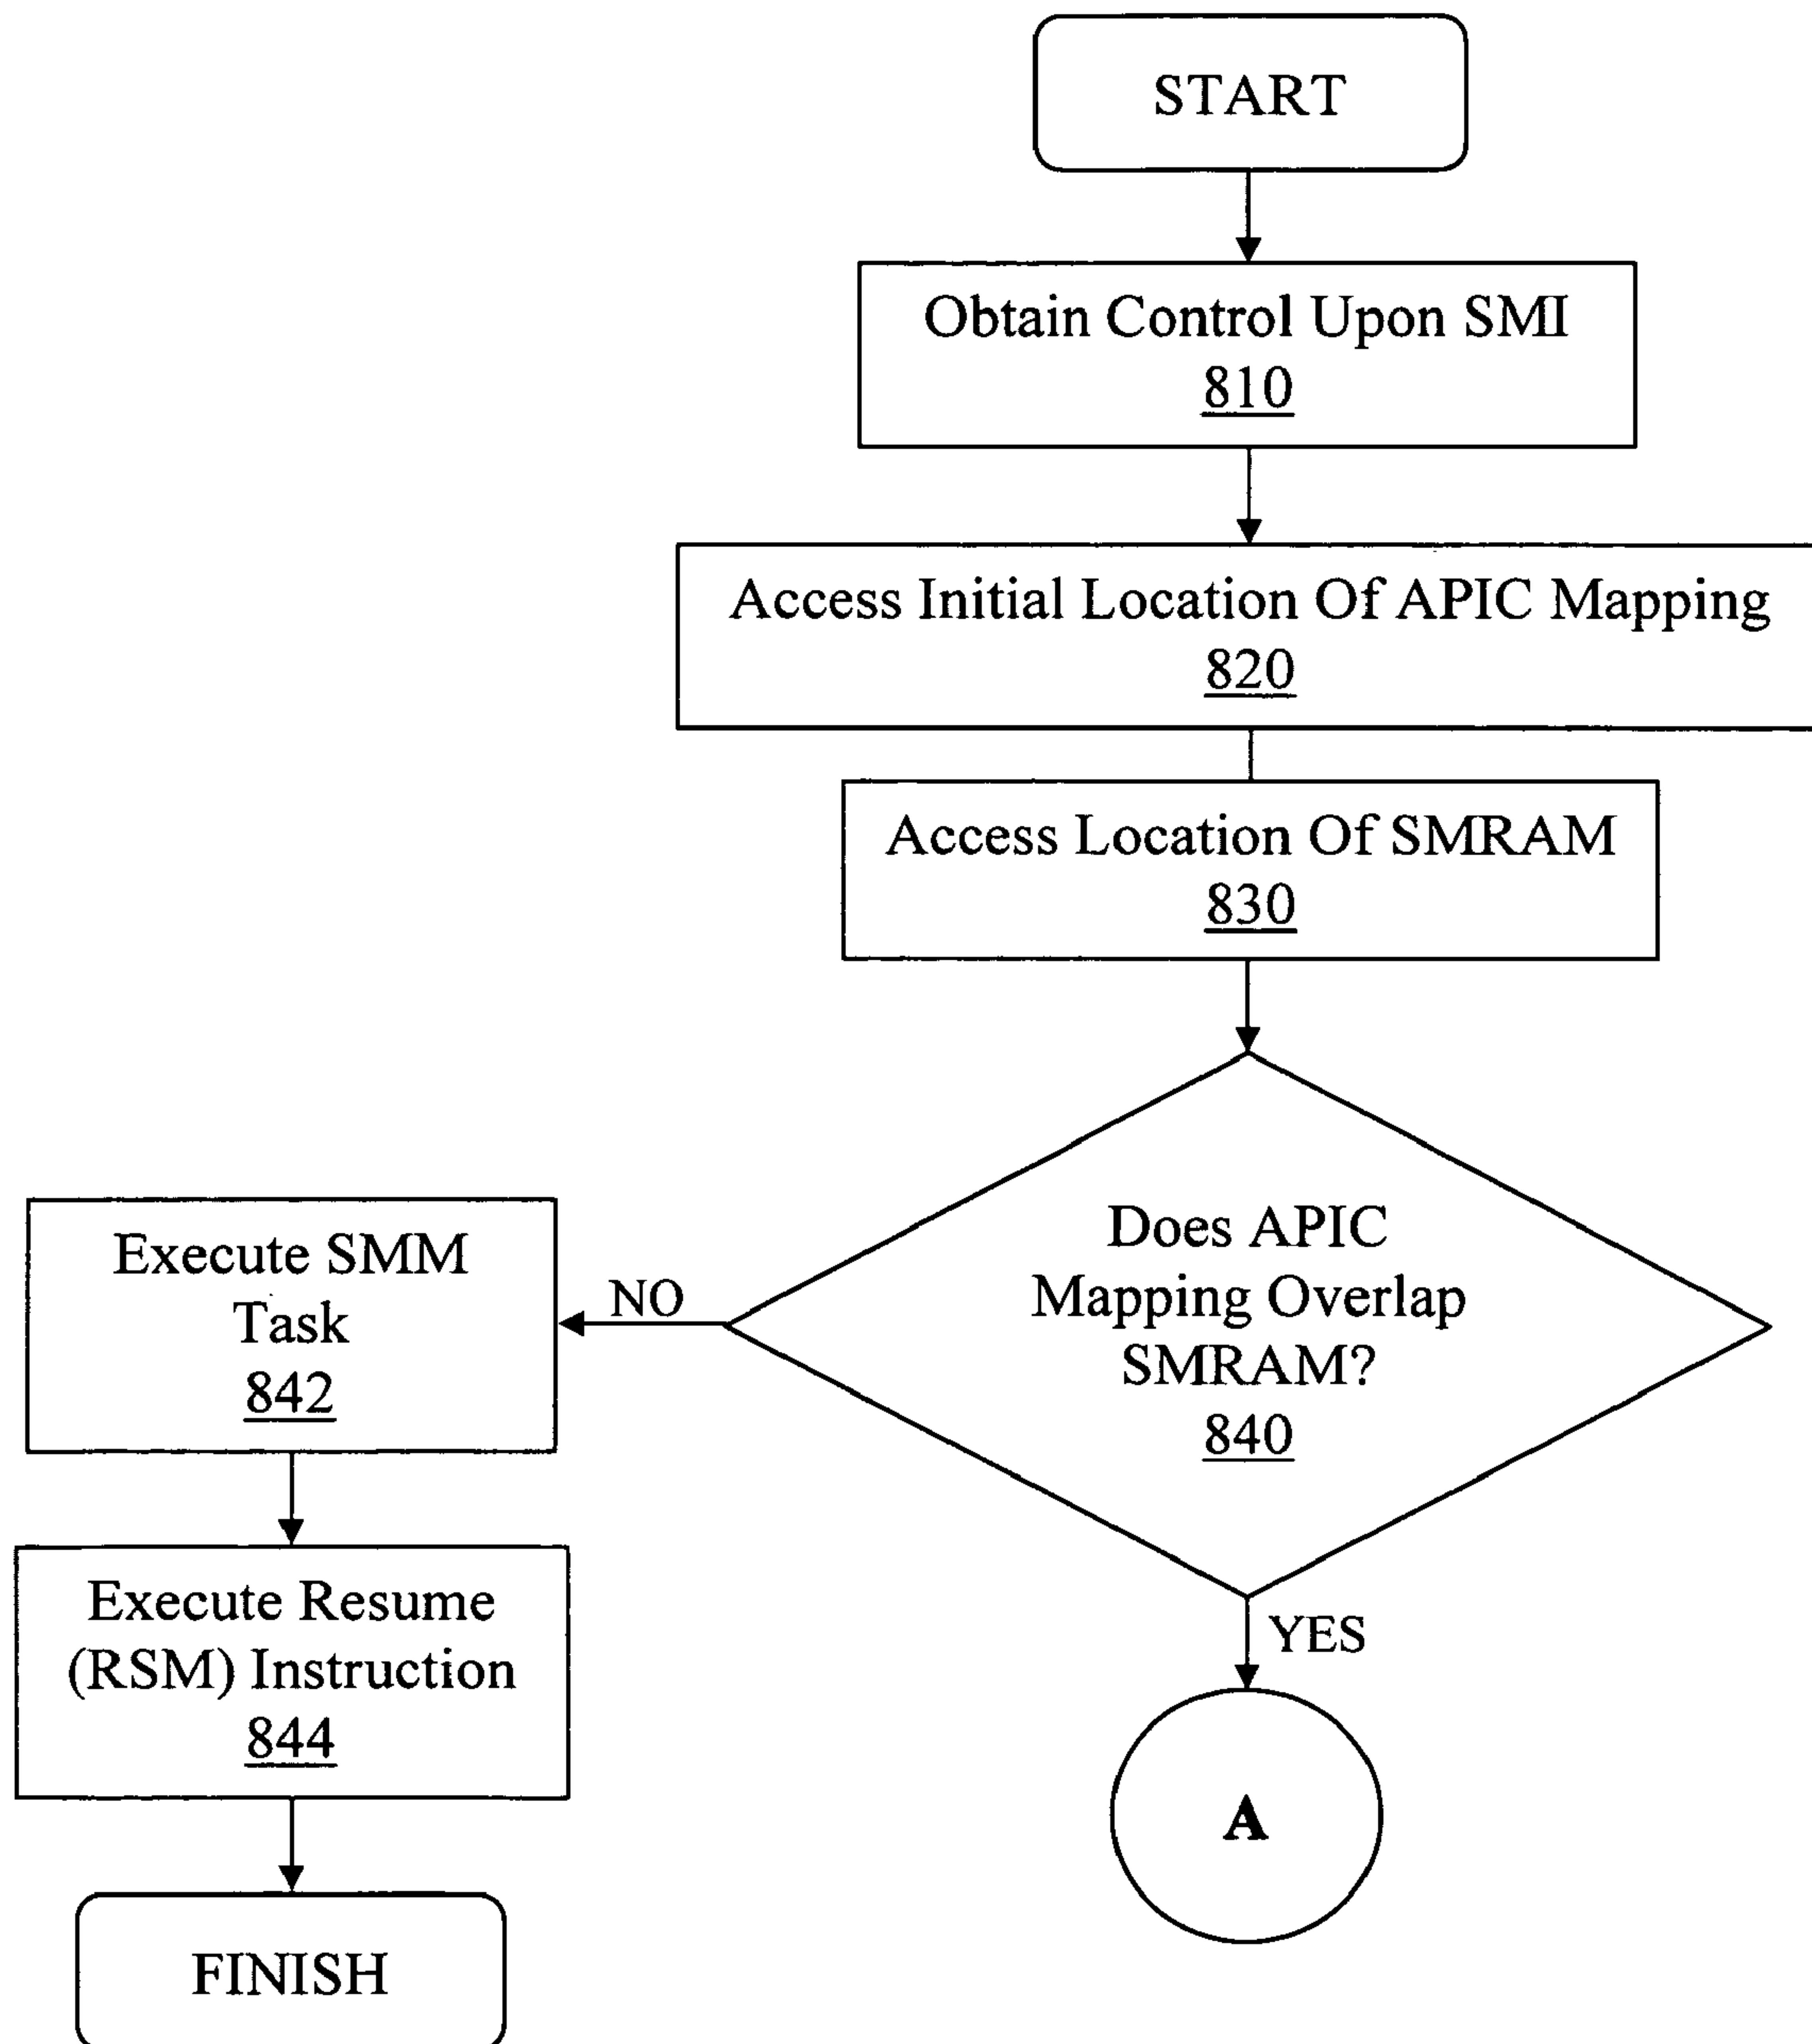 START
Obtain Control Upon SMI
810
Access Initial Location Of APIC Mapping
820
Access Location Of SMRAM
830
Does APIC
Mapping Overlap
SMRAM?
840
NO
Execute SMM
Task
842
Execute Resume
(RSM) Instruction
844
FINISH
YES
A